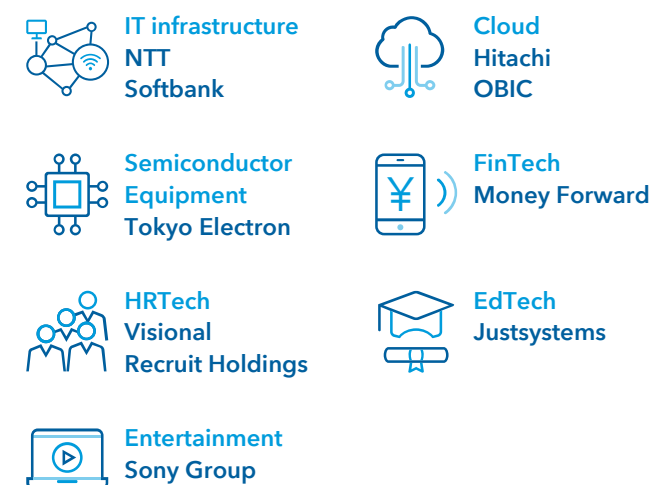 IT infrastructure
NTT
Softbank
Cloud
Hitachi
OBIC
Semiconductor
Equipment
Tokyo Electron
¥
FinTech
Money Forward
HRTech
Visional
Recruit Holdings
EdTech
Justsystems
Entertainment
Sony Group